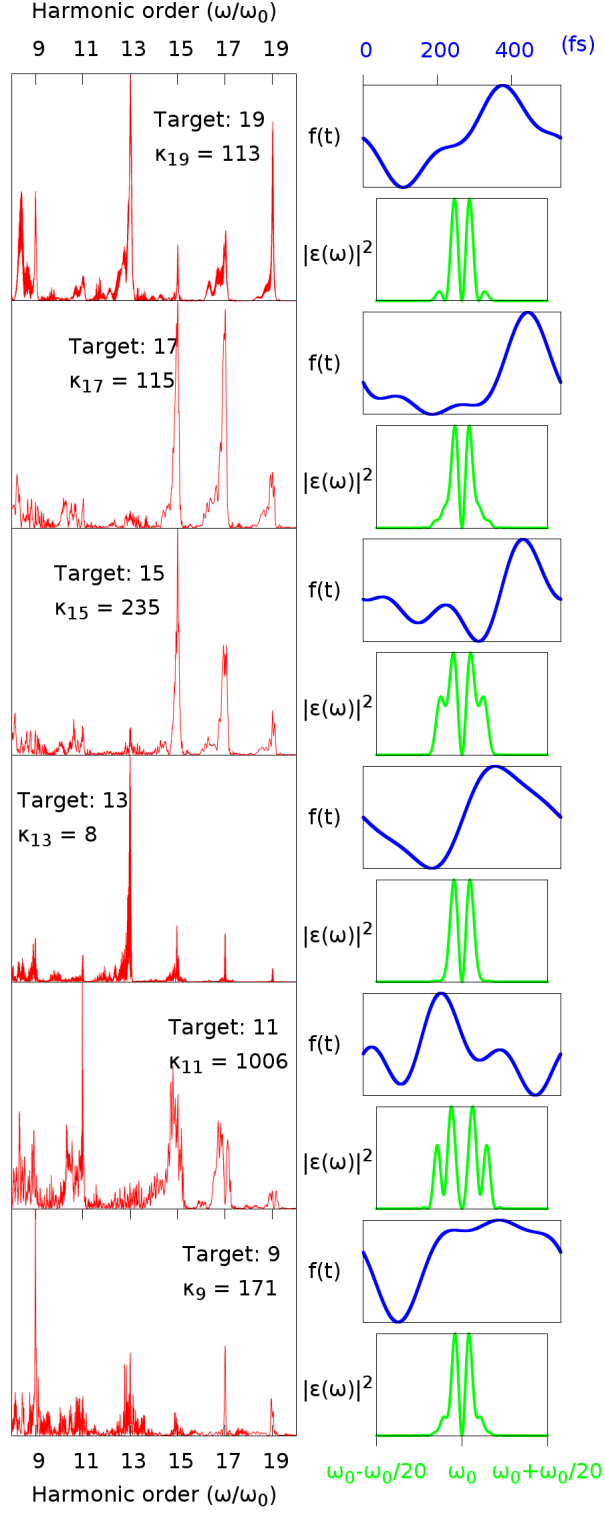 Harmonic order (ω/ω₀)
9 11 13 15 17 19
0 200 400 (fs)
Target: 19
κ₁₉ = 113
f(t)
|ε(ω)|²
Target: 17
κ₁₇ = 115
f(t)
|ε(ω)|²
Target: 15
κ₁₅ = 235
f(t)
|ε(ω)|²
Target: 13
κ₁₃ = 8
f(t)
|ε(ω)|²
Target: 11
κ₁₁ = 1006
f(t)
|ε(ω)|²
Target: 9
κ₉ = 171
f(t)
|ε(ω)|²
9 11 13 15 17 19
Harmonic order (ω/ω₀)
ω₀-ω₀/20 ω₀ ω₀+ω₀/20